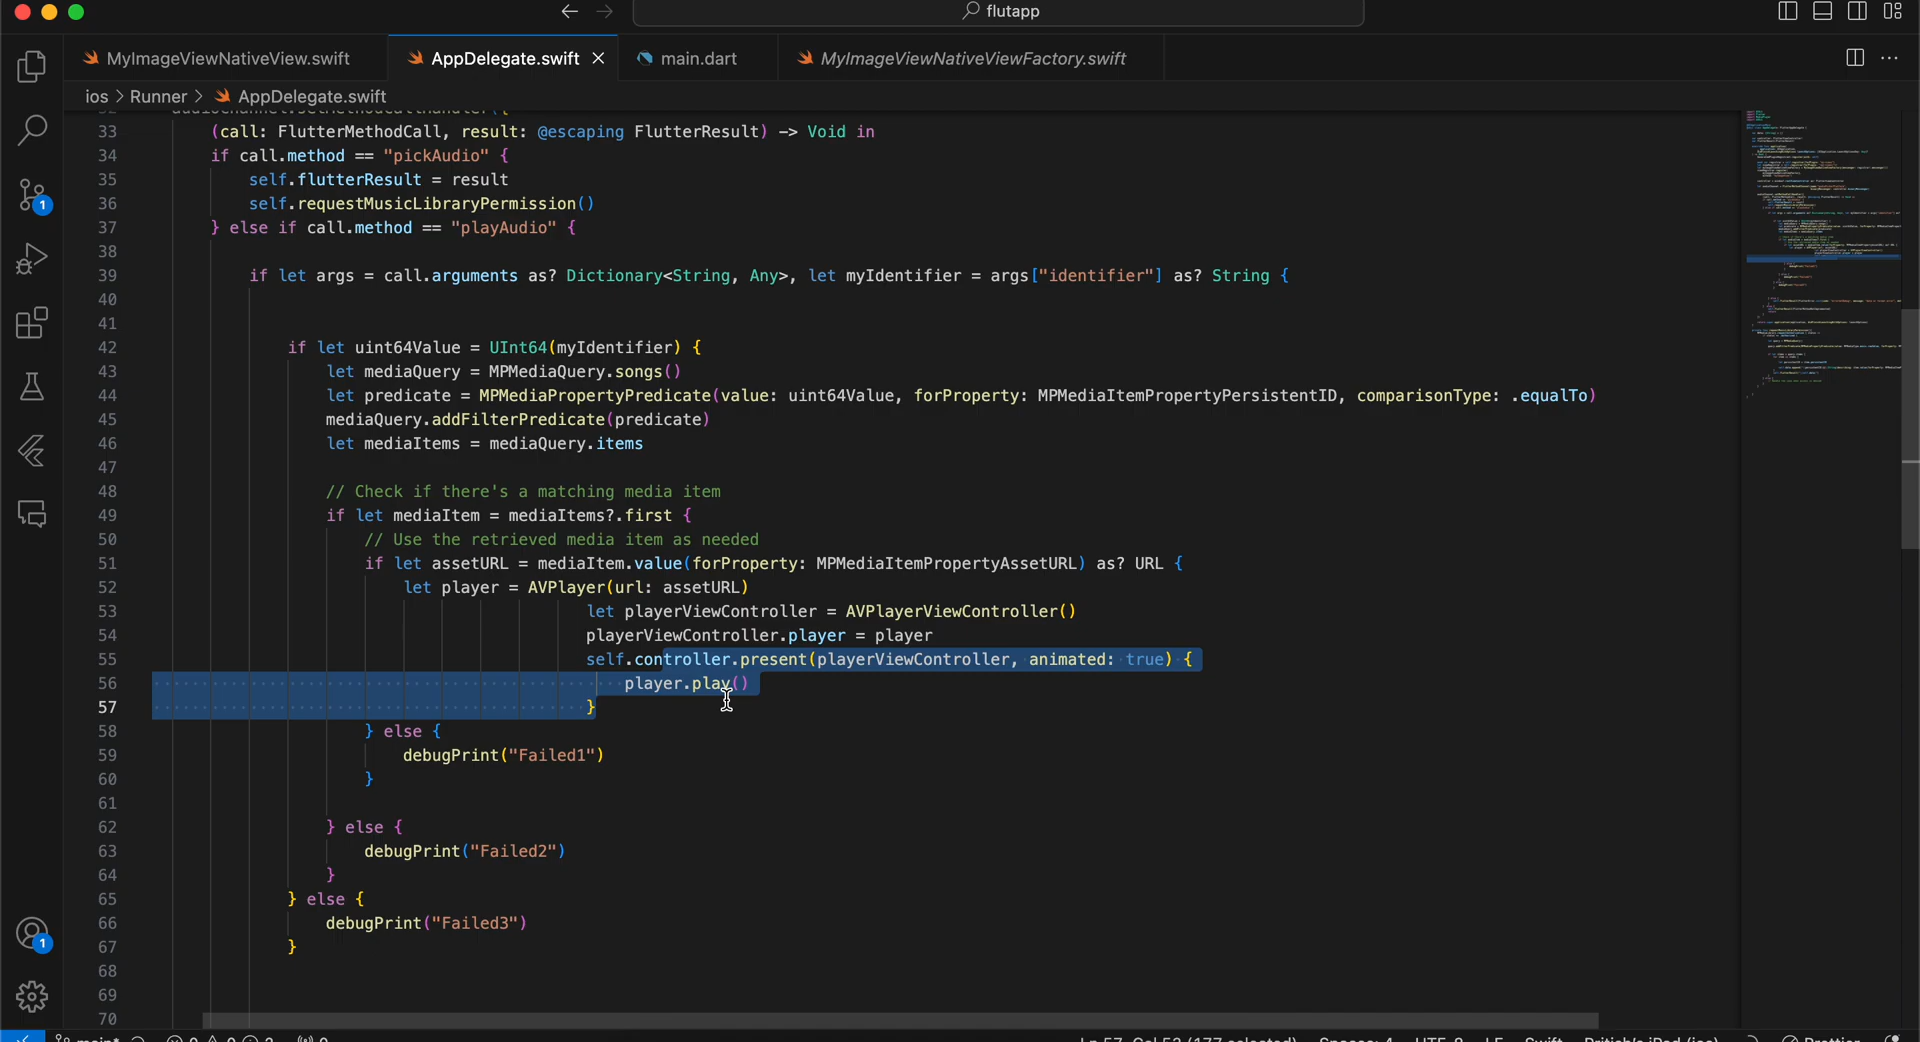 flutapp
MyImageViewNativeView.swift
AppDelegate.swift
main.dart
MyImageViewNativeViewFactory.swift
ios > Runner > AppDelegate.swift
33 (call: FlutterMethodCall, result: @escaping FlutterResult) -> Void in
34 if call.method == "pickAudio" {
35 self.flutterResult = result
36 self.requestMusicLibraryPermission()
37 } else if call.method == "playAudio" {
38
39 if let args = call.arguments as? Dictionary<String, Any>, let myIdentifier = args["identifier"] as? String {
40
41
42 if let uint64Value = UInt64(myIdentifier) {
43 let mediaQuery = MPMediaQuery.songs()
44 let predicate = MPMediaPropertyPredicate(value: uint64Value, forProperty: MPMediaItemPropertyPersistentID, comparisonType: .equalTo)
45 mediaQuery.addFilterPredicate(predicate)
46 let mediaItems = mediaQuery.items
47
48 // Check if there's a matching media item
49 if let mediaItem = mediaItems?.first {
50 // Use the retrieved media item as needed
51 if let assetURL = mediaItem.value(forProperty: MPMediaItemPropertyAssetURL) as? URL {
52 let player = AVPlayer(url: assetURL)
53 let playerViewController = AVPlayerViewController()
54 playerViewController.player = player
55 self.controller.present(playerViewController, animated: true) {
56 player.play()
57 }
58 } else {
59 debugPrint("Failed1")
60 }
61
62 } else {
63 debugPrint("Failed2")
64 }
65 } else {
66 debugPrint("Failed3")
67 }
68
69
70
1
1